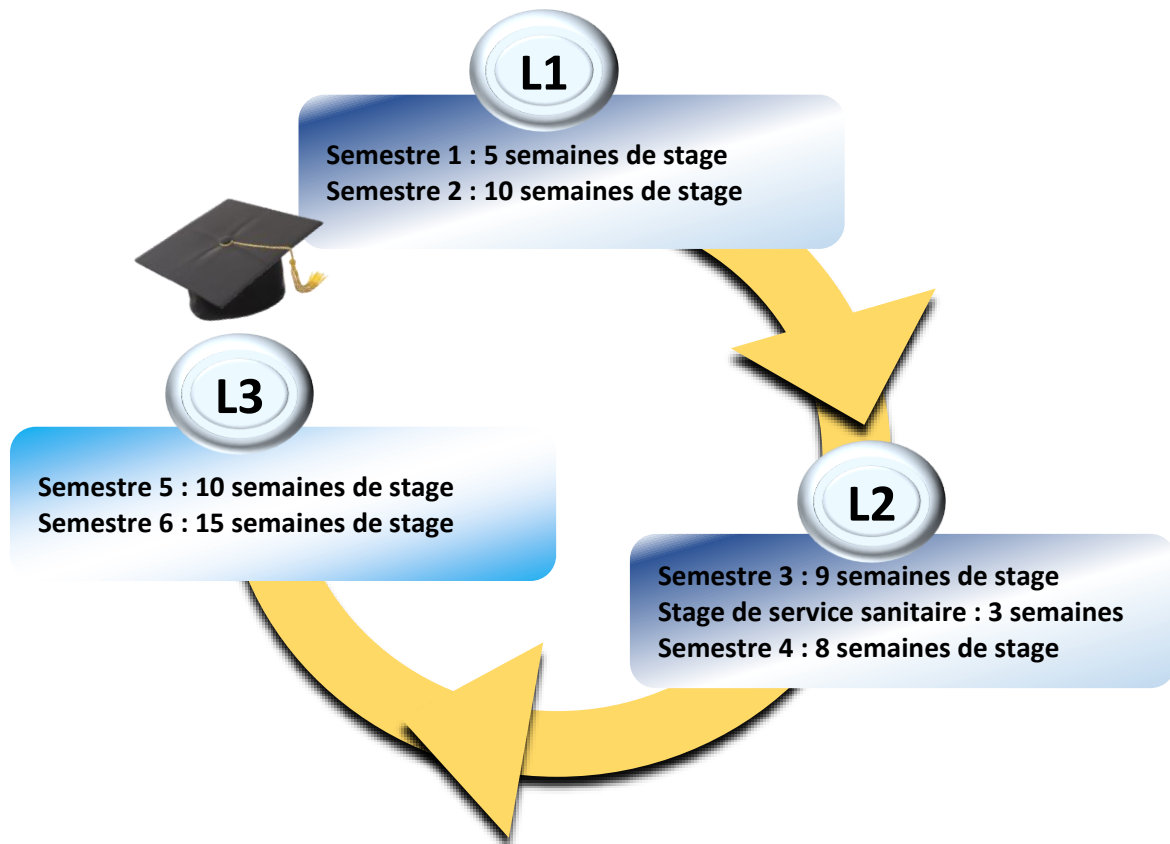 L1
Semestre 1 : 5 semaines de stage
Semestre 2 : 10 semaines de stage
L2
Semestre 3 : 9 semaines de stage
Stage de service sanitaire : 3 semaines
Semestre 4 : 8 semaines de stage
L3
Semestre 5 : 10 semaines de stage
Semestre 6 : 15 semaines de stage